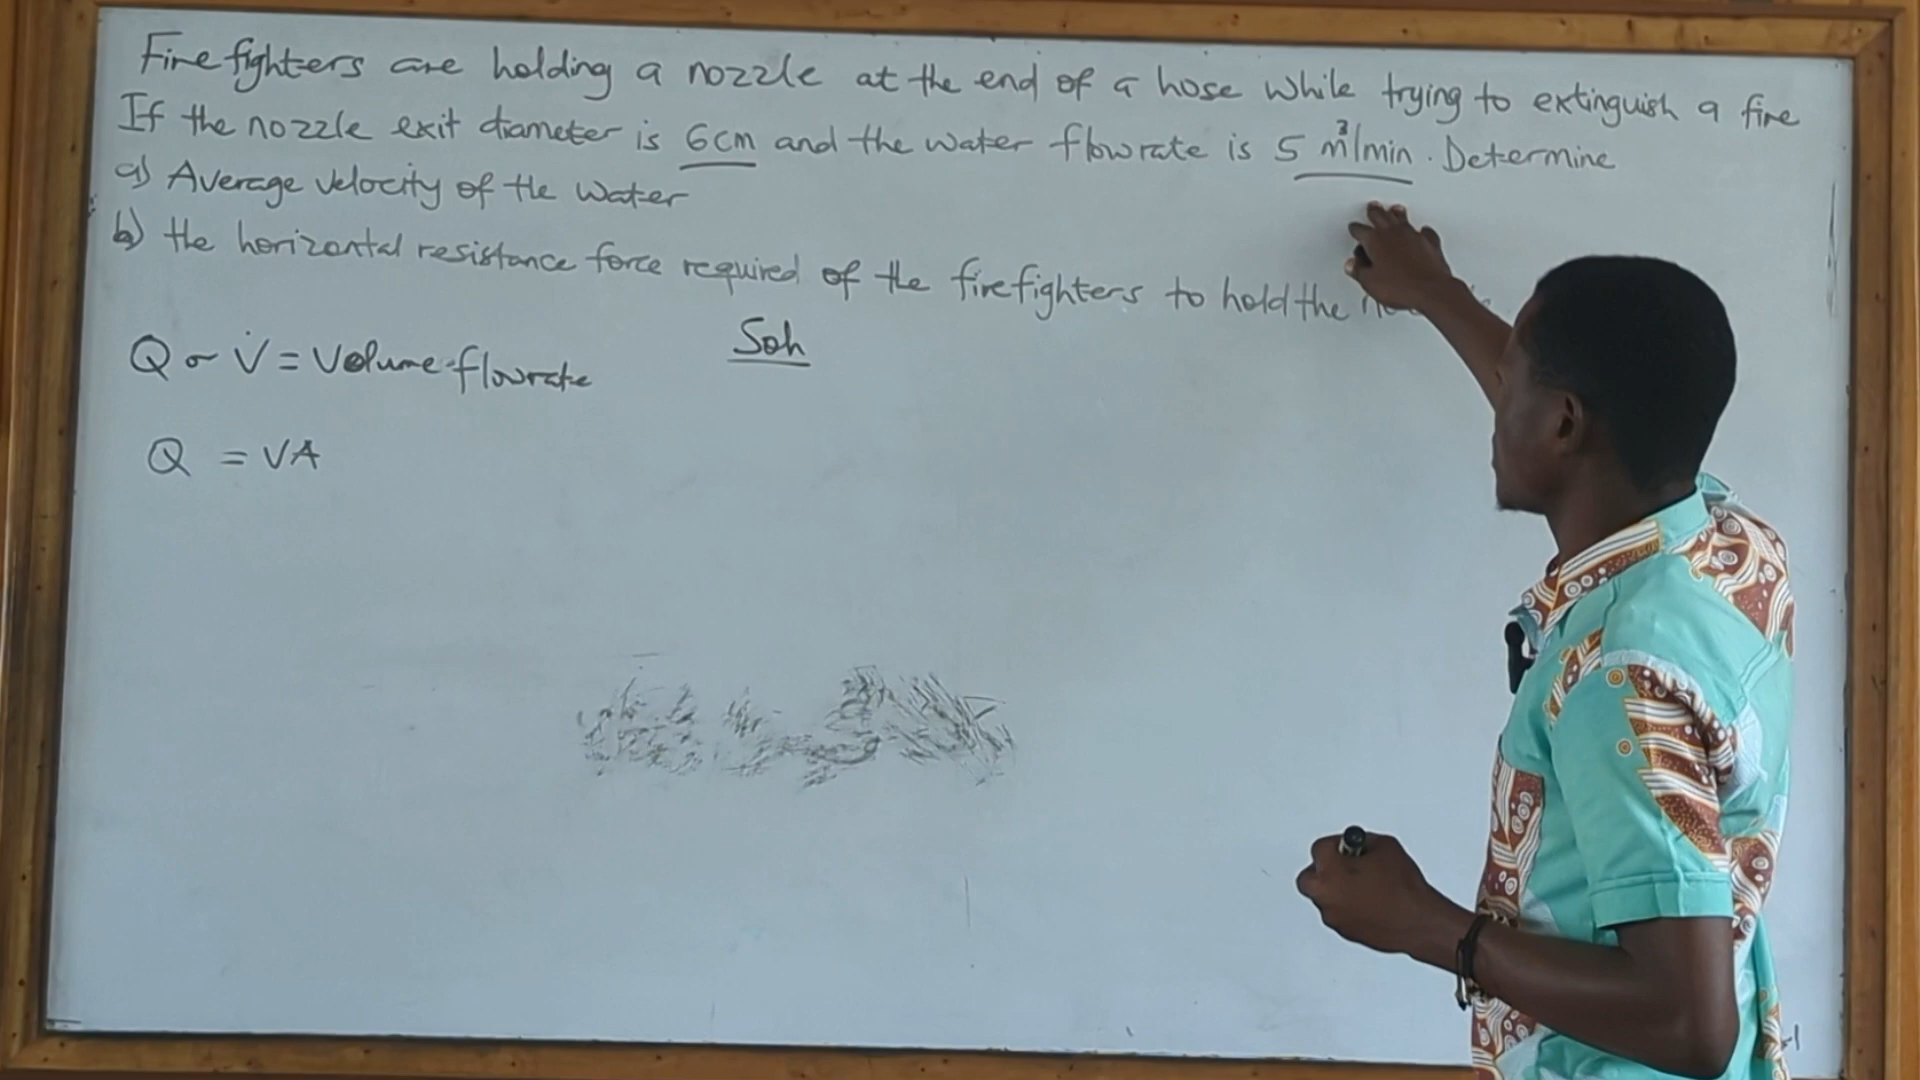 Firefighters are holding a nozzle at the end of a hose while trying to extinguish a fire
If the nozzle exit diameter is 6cm and the water flowrate is 5 m³/min. Determine
a) Average velocity of the water
b) the horizontal resistance force required of the firefighters to hold the
Soln
Q or V̇ = Volume flowrate
Q = VA